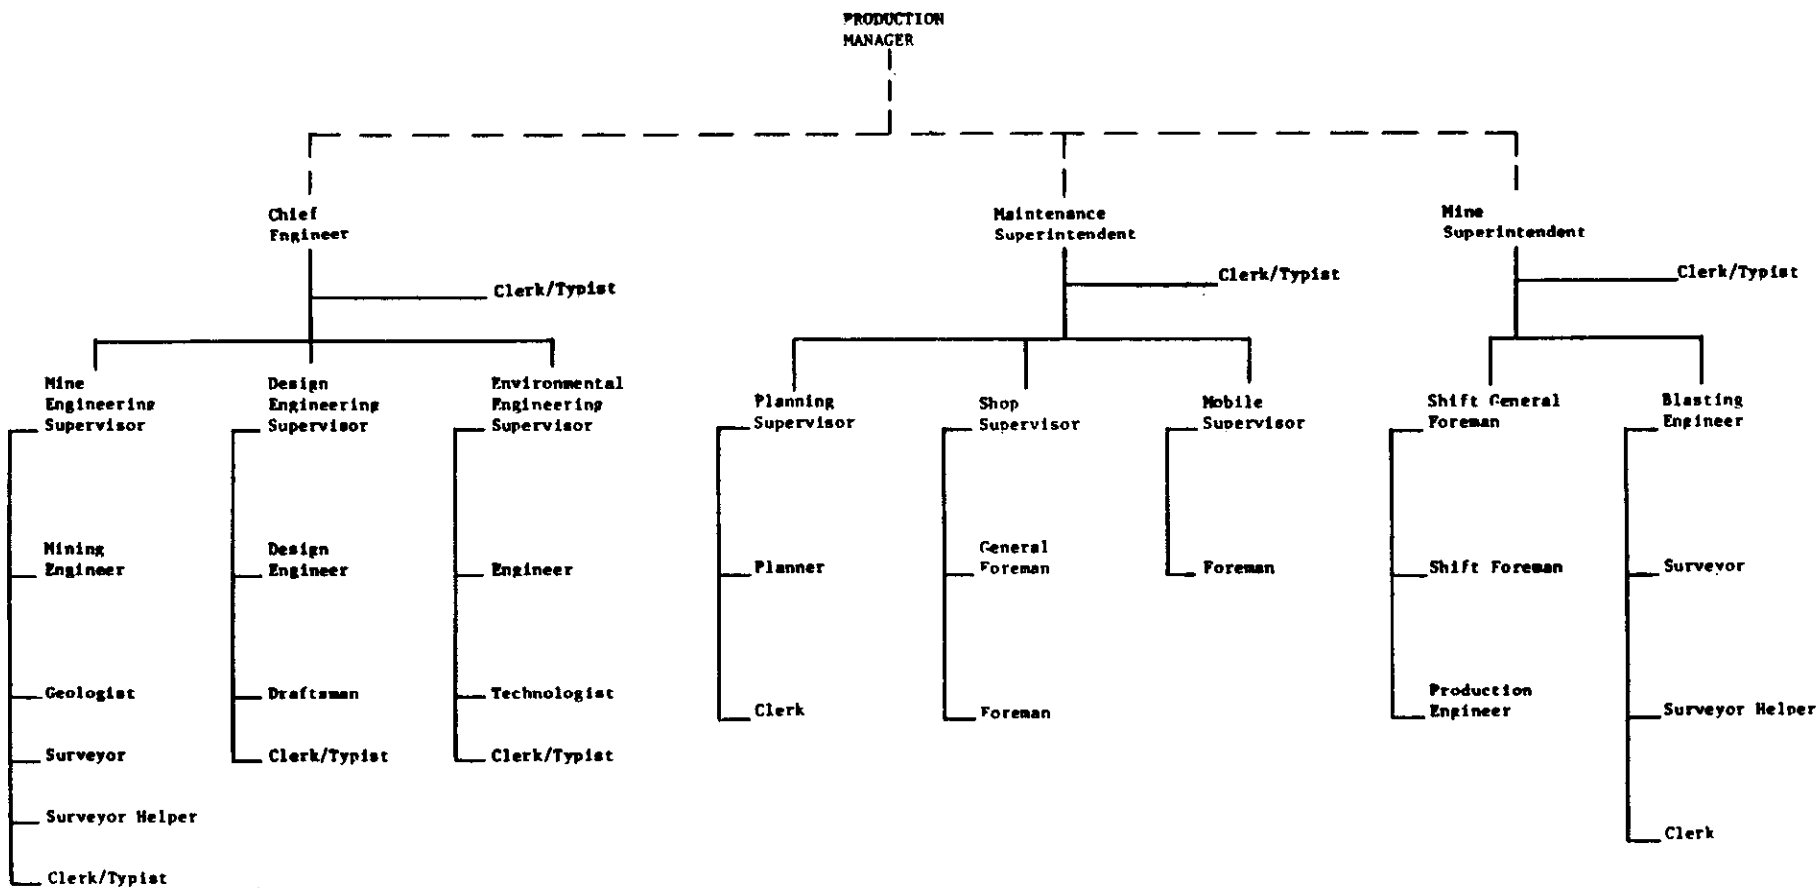 PRODUCTION
MANAGER
Chief
Engineer
Clerk/Typist
Mine
Engineering
Supervisor
Mining
Engineer
Geologist
Surveyor
Surveyor Helper
Clerk/Typist
Design
Engineering
Supervisor
Design
Engineer
Draftsman
Clerk/Typist
Environmental
Engineering
Supervisor
Engineer
Technologist
Clerk/Typist
Maintenance
Superintendent
Clerk/Typist
Planning
Supervisor
Planner
Clerk
Shop
Supervisor
General
Foreman
Foreman
Mobile
Supervisor
Foreman
Mine
Superintendent
Clerk/Typist
Shift General
Foreman
Shift Foreman
Production
Engineer
Blasting
Engineer
Surveyor
Surveyor Helper
Clerk